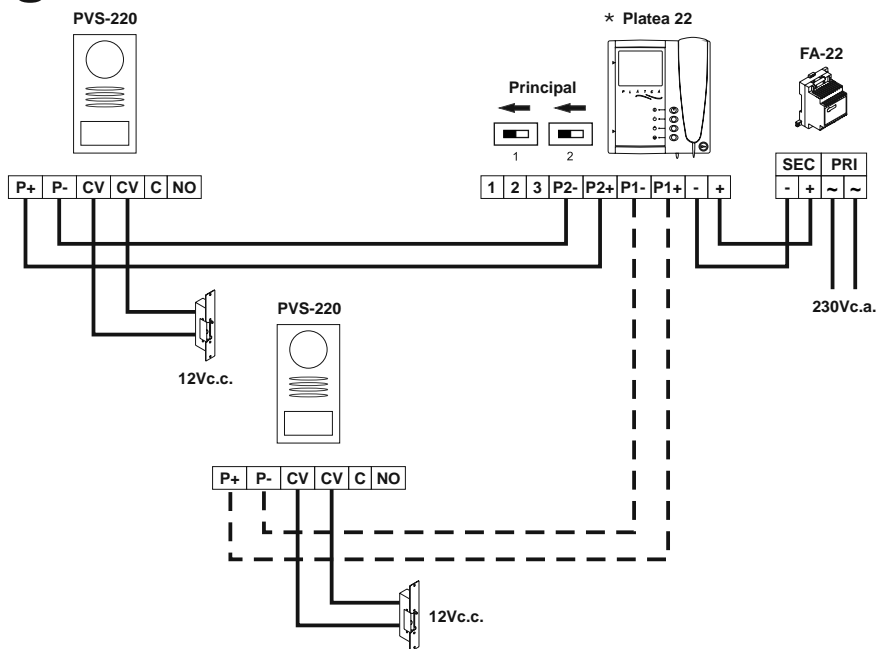 PVS-220
* Platea 22
FA-22
Principal
P L A T E A
1 2
SEC PRI
P+ P- CV CV C NO
1 2 3 P2- P2+ P1- P1+ - +
- + ~ ~
230Vc.a.
PVS-220
12Vc.c.
P+ P- CV CV C NO
12Vc.c.